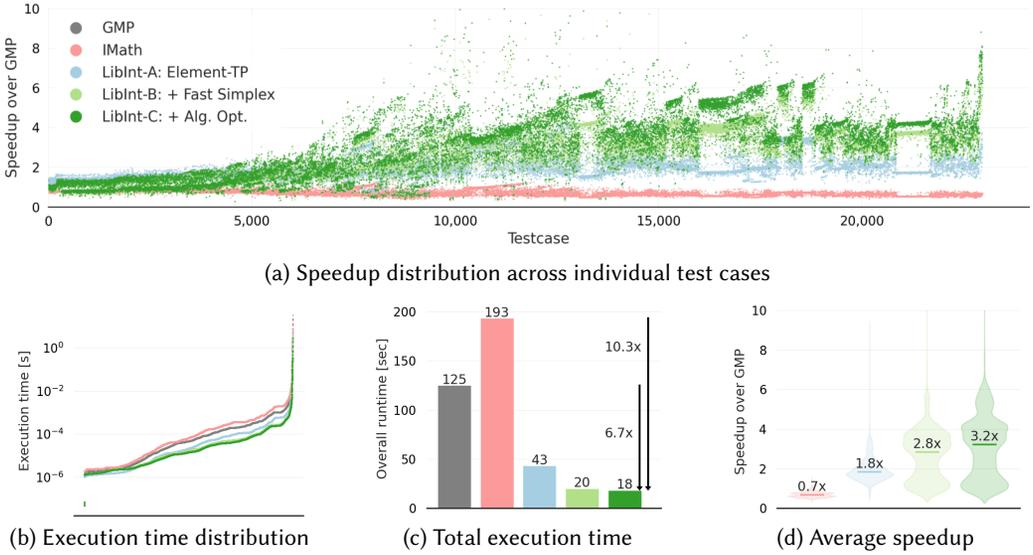 10
8
6
4
2
0
Speedup over GMP
GMP
IMath
LibInt-A: Element-TP
LibInt-B: + Fast Simplex
LibInt-C: + Alg. Opt.
0 5,000 10,000 15,000 20,000
Testcase
(a) Speedup distribution across individual test cases
Execution time [s]
10⁰
10⁻²
10⁻⁴
10⁻⁶
(b) Execution time distribution
Overall runtime [sec]
200
150
100
50
0
125
193
43
20
18
10.3x
6.7x
(c) Total execution time
Speedup over GMP
10
8
6
4
2
0
0.7x
1.8x
2.8x
3.2x
(d) Average speedup